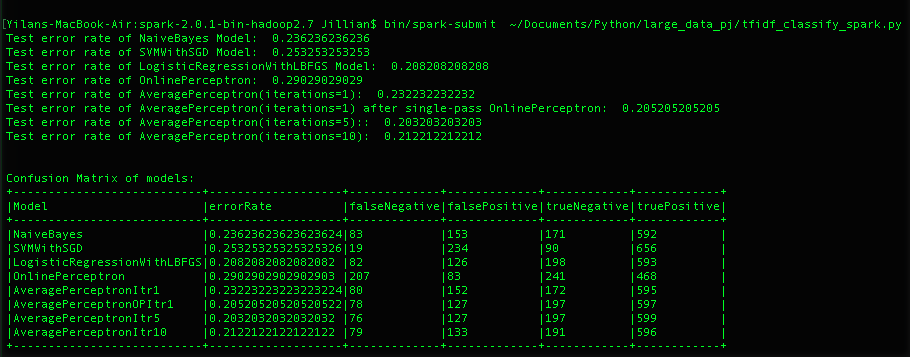 [Yilans-MacBook-Air:spark-2.0.1-bin-hadoop2.7 Jillian$ bin/spark-submit  ~/Documents/Python/large_data_pj/tfidf_classify_spark.py
Test error rate of NaiveBayes Model:  0.236236236236
Test error rate of SVMWithSGD Model:  0.253253253253
Test error rate of LogisticRegressionWithLBFGS Model:  0.208208208208
Test error rate of OnlinePerceptron:  0.29029029029
Test error rate of AveragePerceptron(iterations=1):  0.232232232232
Test error rate of AveragePerceptron(iterations=1) after single-pass OnlinePerceptron:  0.205205205205
Test error rate of AveragePerceptron(iterations=5)::  0.203203203203
Test error rate of AveragePerceptron(iterations=10):  0.212212212212
Confusion Matrix of models:
+---------------------------+-------------------+-------------+-------------+------------+------------+
|Model                      |errorRate          |falseNegative|falsePositive|trueNegative|truePositive|
+---------------------------+-------------------+-------------+-------------+------------+------------+
|NaiveBayes                 |0.23623623623623624|83           |153          |171         |592         |
|SVMWithSGD                 |0.25325325325325326|19           |234          |90          |656         |
|LogisticRegressionWithLBFGS|0.2082082082082082 |82           |126          |198         |593         |
|OnlinePerceptron           |0.2902902902902903 |207          |83           |241         |468         |
|AveragePerceptronItr1      |0.23223223223223224|80           |152          |172         |595         |
|AveragePerceptronOPItr1    |0.20520520520520522|78           |127          |197         |597         |
|AveragePerceptronItr5      |0.2032032032032032 |76           |127          |197         |599         |
|AveragePerceptronItr10     |0.2122122122122122 |79           |133          |191         |596         |
+---------------------------+-------------------+-------------+-------------+------------+------------+